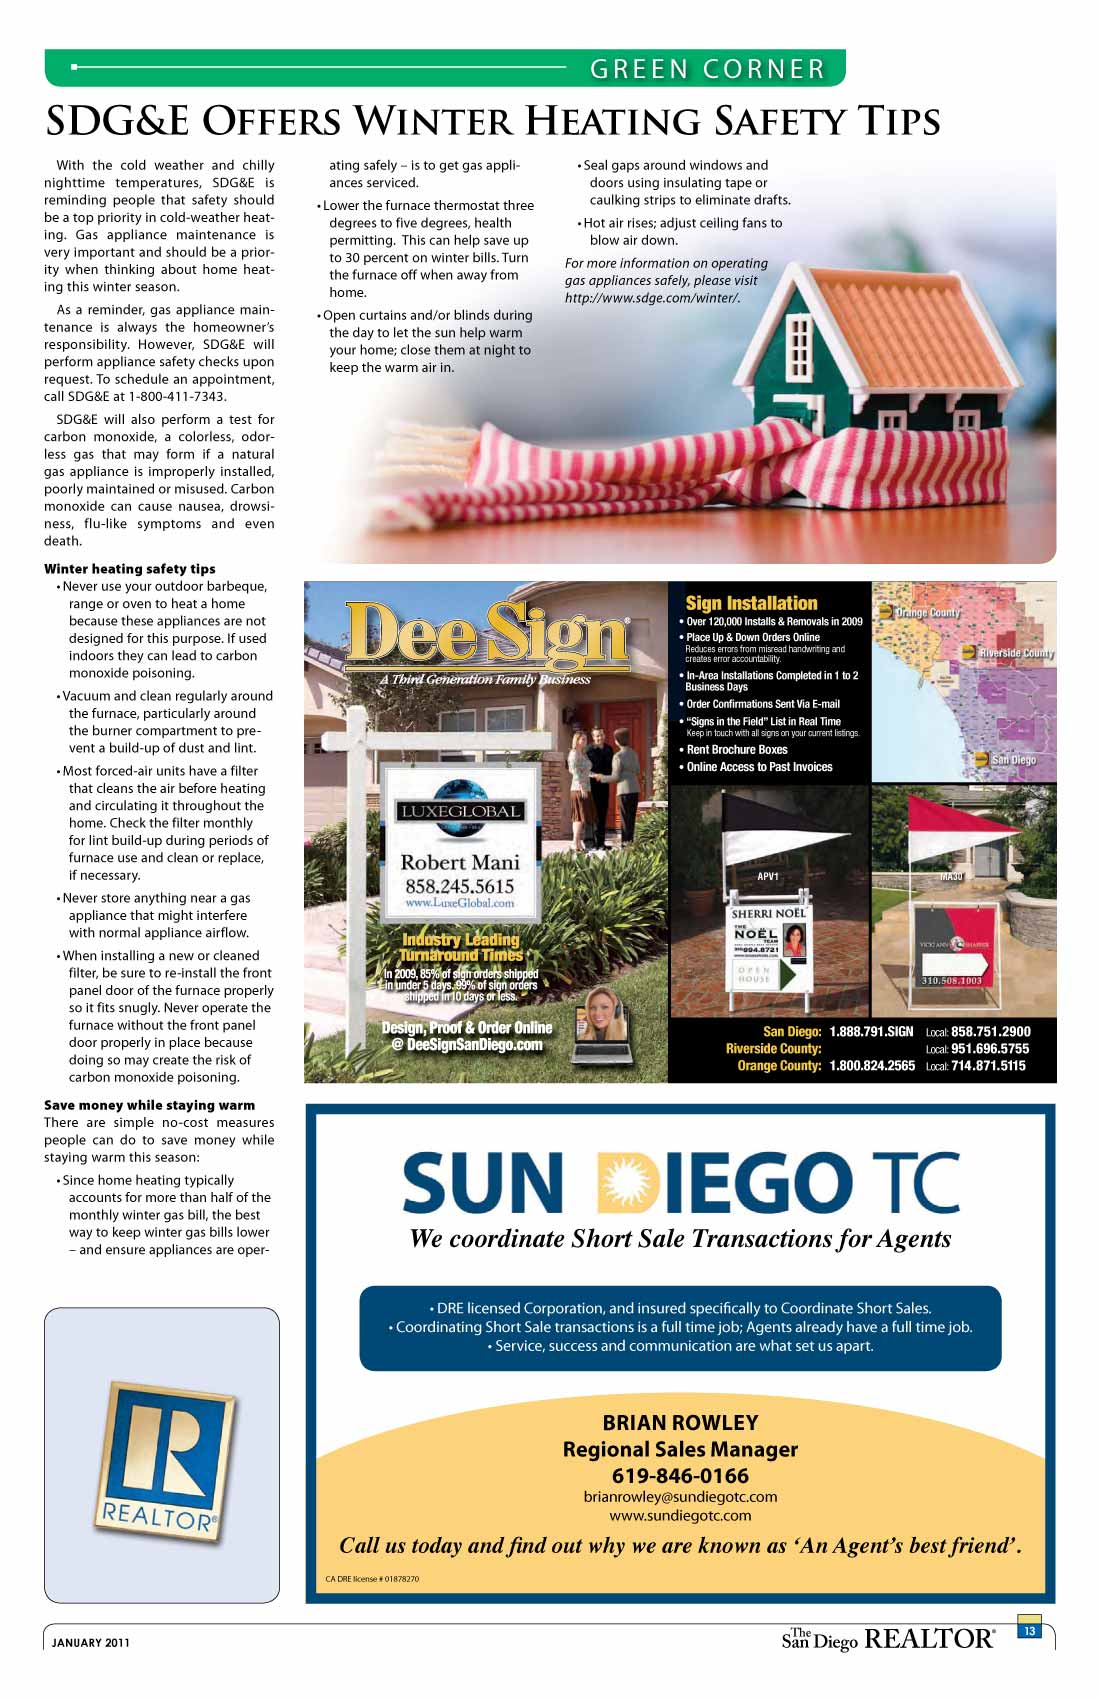 GREEN CORNER
SDG&E Offers Winter Heating Safety Tips
With the cold weather and chilly
nighttime temperatures, SDG&E is
reminding people that safety should
be a top priority in cold-weather heat-
ing. Gas appliance maintenance is
very important and should be a prior-
ity when thinking about home heat-
ing this winter season.
As a reminder, gas appliance main-
tenance is always the homeowner's
responsibility. However, SDG&E will
perform appliance safety checks upon
request. To schedule an appointment,
call SDG&E at 1-800-411-7343.
SDG&E will also perform a test for
carbon monoxide, a colorless, odor-
less gas that may form if a natural
gas appliance is improperly installed,
poorly maintained or misused. Carbon
monoxide can cause nausea, drowsi-
ness, flu-like symptoms and even
death.
Winter heating safety tips
• Never use your outdoor barbeque,
range or oven to heat a home
because these appliances are not
designed for this purpose. If used
indoors they can lead to carbon
monoxide poisoning.
• Vacuum and clean regularly around
the furnace, particularly around
the burner compartment to pre-
vent a build-up of dust and lint.
• Most forced-air units have a filter
that cleans the air before heating
and circulating it throughout the
home. Check the filter monthly
for lint build-up during periods of
furnace use and clean or replace,
if necessary.
• Never store anything near a gas
appliance that might interfere
with normal appliance airflow.
• When installing a new or cleaned
filter, be sure to re-install the front
panel door of the furnace properly
so it fits snugly. Never operate the
furnace without the front panel
door properly in place because
doing so may create the risk of
carbon monoxide poisoning.
Save money while staying warm
There are simple no-cost measures
people can do to save money while
staying warm this season:
• Since home heating typically
accounts for more than half of the
monthly winter gas bill, the best
way to keep winter gas bills lower
– and ensure appliances are oper-
ating safely – is to get gas appli-
ances serviced.
• Lower the furnace thermostat three
degrees to five degrees, health
permitting. This can help save up
to 30 percent on winter bills. Turn
the furnace off when away from
home.
• Open curtains and/or blinds during
the day to let the sun help warm
your home; close them at night to
keep the warm air in.
• Seal gaps around windows and
doors using insulating tape or
caulking strips to eliminate drafts.
• Hot air rises; adjust ceiling fans to
blow air down.
For more information on operating
gas appliances safely, please visit
http://www.sdge.com/winter/.
Dee Sign®
A Third Generation Family Business
LUXEGLOBAL
Robert Mani
858.245.5615
www.LuxeGlobal.com
Industry Leading
Turnaround Times
In 2009, 85% of sign orders shipped
in under 5 days. 99% of sign orders
shipped in 10 days or less.
Design, Proof & Order Online
@ DeeSignSanDiego.com
Sign Installation
• Over 120,000 Installs & Removals in 2009
• Place Up & Down Orders Online
Reduces errors from misread handwriting and
creates error accountability.
• In-Area Installations Completed in 1 to 2
Business Days
• Order Confirmations Sent Via E-mail
• "Signs in the Field" List in Real Time
Keep in touch with all signs on your current listings.
• Rent Brochure Boxes
• Online Access to Past Invoices
Orange County
Riverside County
San Diego
APV1
SHERRI NOËL
THE
NOËL
TEAM
894.8721
OPEN
HOUSE
MA30
VICKI ANN
310.508.1003
San Diego: 1.888.791.SIGN Local: 858.751.2900
Riverside County: Local: 951.696.5755
Orange County: 1.800.824.2565 Local: 714.871.5115
SUN DIEGO TC
We coordinate Short Sale Transactions for Agents
• DRE licensed Corporation, and insured specifically to Coordinate Short Sales.
• Coordinating Short Sale transactions is a full time job; Agents already have a full time job.
• Service, success and communication are what set us apart.
BRIAN ROWLEY
Regional Sales Manager
619-846-0166
brianrowley@sundiegotc.com
www.sundiegotc.com
Call us today and find out why we are known as 'An Agent's best friend'.
CA DRE license # 01878270
R
REALTOR®
JANUARY 2011
The San Diego REALTOR®
13